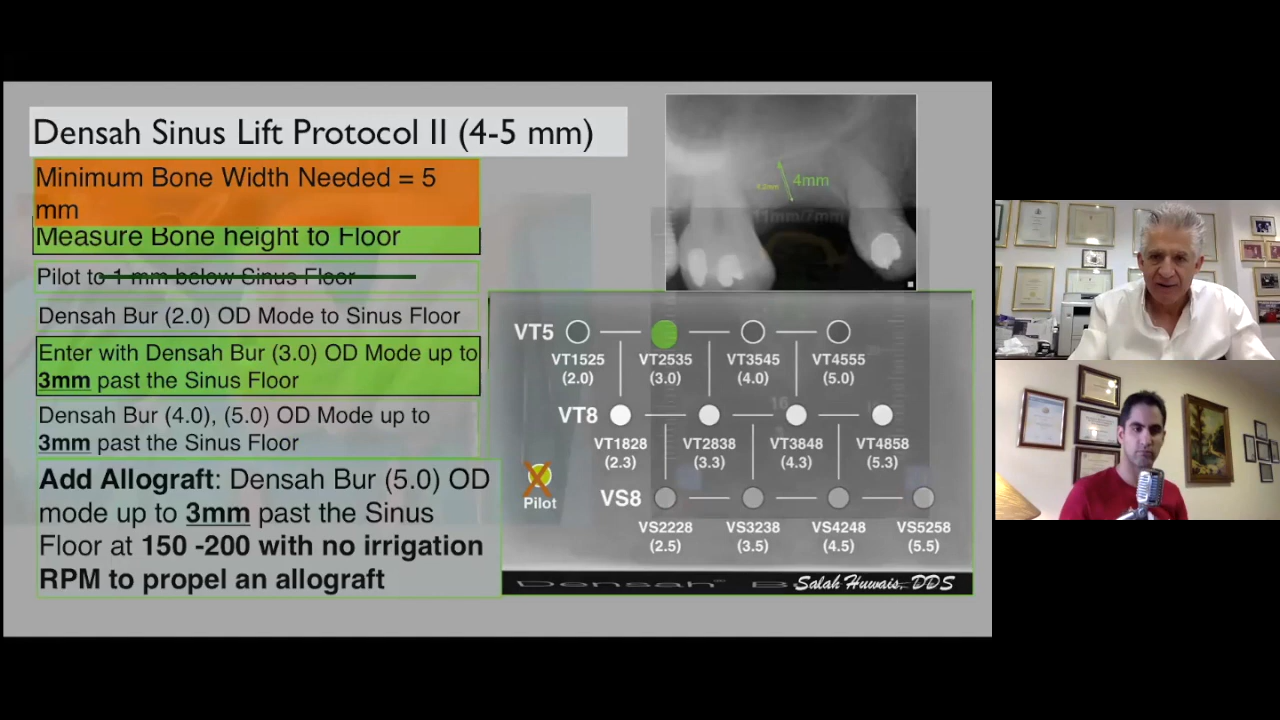 Densah Sinus Lift Protocol II (4-5 mm)
Minimum Bone Width Needed = 5
mm
Measure Bone height to Floor
Pilot to 1 mm below Sinus Floor
Densah Bur (2.0) OD Mode to Sinus Floor
Enter with Densah Bur (3.0) OD Mode up to
3mm past the Sinus Floor
Densah Bur (4.0), (5.0) OD Mode up to
3mm past the Sinus Floor
Add Allograft: Densah Bur (5.0) OD
mode up to 3mm past the Sinus
Floor at 150 -200 with no irrigation
RPM to propel an allograft
4mm
11mm/7mm
VT5
VT1525 VT2535 VT3545 VT4555
(2.0) (3.0) (4.0) (5.0)
VT8
VT1828 VT2838 VT3848 VT4858
(2.3) (3.3) (4.3) (5.3)
Pilot
VS8
VS2228 VS3238 VS4248 VS5258
(2.5) (3.5) (4.5) (5.5)
Densah
Salah Huwais, DDS